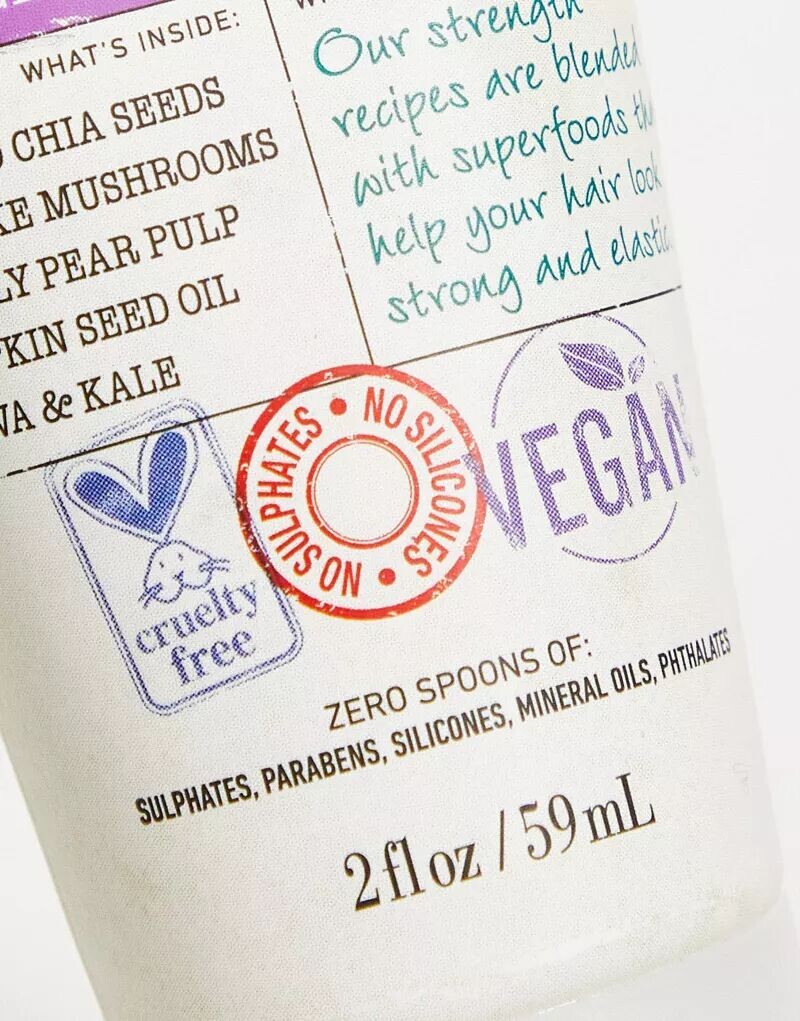 WHAT'S INSIDE:
CHIA SEEDS
KE MUSHROOMS
LY PEAR PULP
PKIN SEED OIL
WA & KALE
Our strength
recipes are blended
with superfoods th
help your hair look
strong and elastic
cruelty
free
NO SULPHATES • NO SILICONES •
VEGAN
ZERO SPOONS OF:
SULPHATES, PARABENS, SILICONES, MINERAL OILS, PHTHALATES
2 fl oz / 59 mL